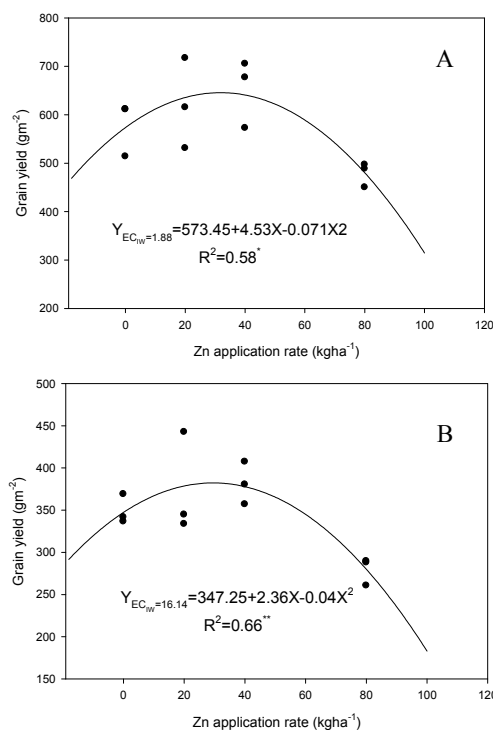 A
800
700
600
500
400
300
200
Grain yield (gm⁻²)
Y_EC_IW=1.88=573.45+4.53X-0.071X2
R²=0.58*
0 20 40 60 80 100 120
Zn application rate (kgha⁻¹)
B
500
450
400
350
300
250
200
150
Grain yield (gm⁻²)
Y_EC_IW=16.14=347.25+2.36X-0.04X²
R²=0.66**
0 20 40 60 80 100 120
Zn application rate (kgha⁻¹)